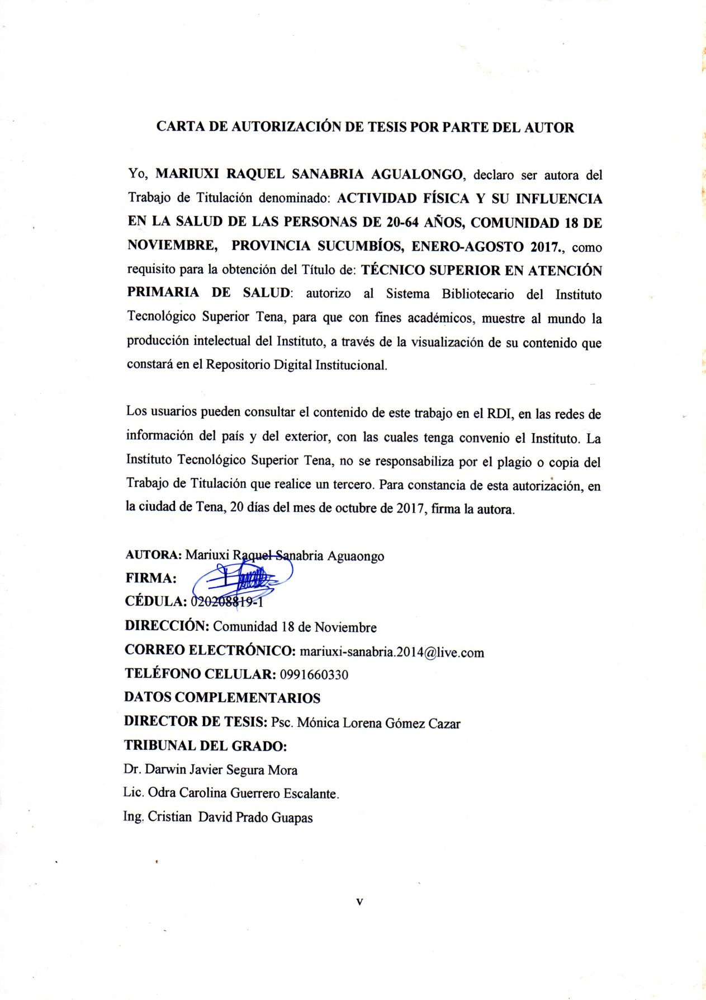 CARTA DE AUTORIZACIÓN DE TESIS POR PARTE DEL AUTOR
Yo, MARIUXI RAQUEL SANABRIA AGUALONGO, declaro ser autora del
Trabajo de Titulación denominado: ACTIVIDAD FÍSICA Y SU INFLUENCIA
EN LA SALUD DE LAS PERSONAS DE 20-64 AÑOS, COMUNIDAD 18 DE
NOVIEMBRE, PROVINCIA SUCUMBÍOS, ENERO-AGOSTO 2017., como
requisito para la obtención del Título de: TÉCNICO SUPERIOR EN ATENCIÓN
PRIMARIA DE SALUD: autorizo al Sistema Bibliotecario del Instituto
Tecnológico Superior Tena, para que con fines académicos, muestre al mundo la
producción intelectual del Instituto, a través de la visualización de su contenido que
constará en el Repositorio Digital Institucional.
Los usuarios pueden consultar el contenido de este trabajo en el RDI, en las redes de
información del país y del exterior, con las cuales tenga convenio el Instituto. La
Instituto Tecnológico Superior Tena, no se responsabiliza por el plagio o copia del
Trabajo de Titulación que realice un tercero. Para constancia de esta autorización, en
la ciudad de Tena, 20 días del mes de octubre de 2017, firma la autora.
AUTORA: Mariuxi Raquel Sanabria Aguaongo
FIRMA:
CÉDULA: 020208819-1
DIRECCIÓN: Comunidad 18 de Noviembre
CORREO ELECTRÓNICO: mariuxi-sanabria.2014@live.com
TELÉFONO CELULAR: 0991660330
DATOS COMPLEMENTARIOS
DIRECTOR DE TESIS: Psc. Mónica Lorena Gómez Cazar
TRIBUNAL DEL GRADO:
Dr. Darwin Javier Segura Mora
Lic. Odra Carolina Guerrero Escalante.
Ing. Cristian David Prado Guapas
v